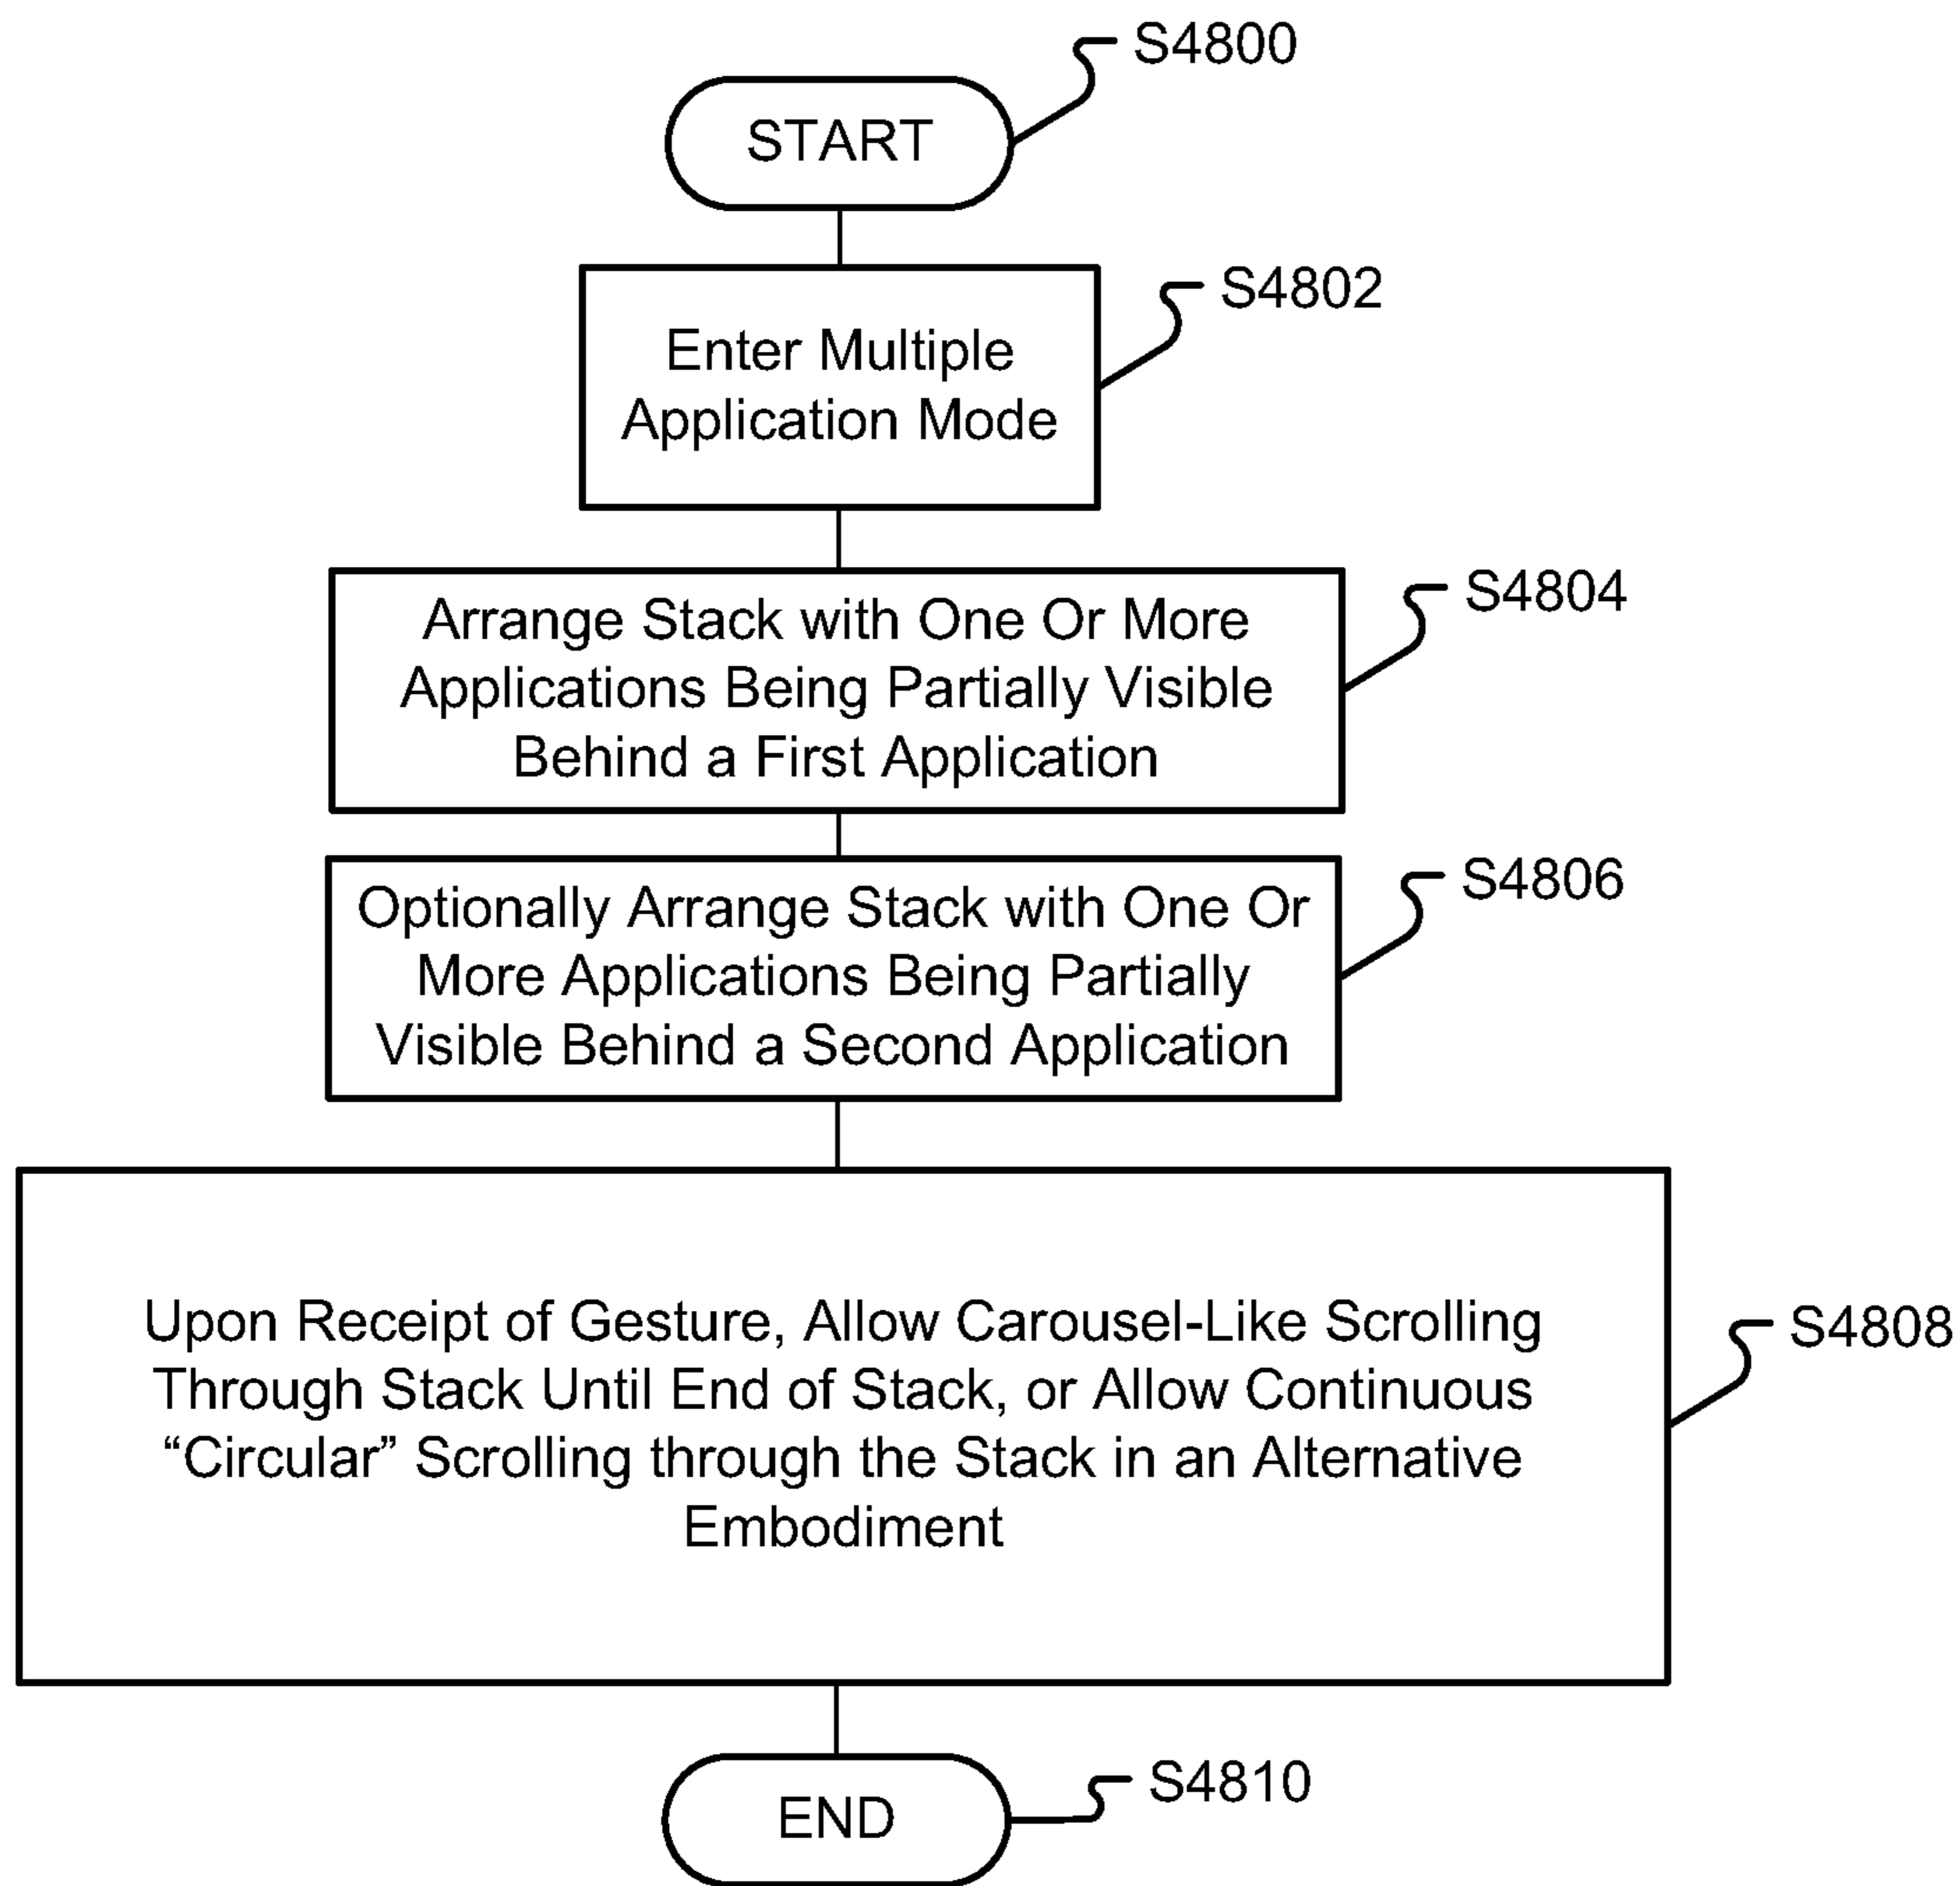 S4800
START
S4802
Enter Multiple
Application Mode
S4804
Arrange Stack with One Or More
Applications Being Partially Visible
Behind a First Application
S4806
Optionally Arrange Stack with One Or
More Applications Being Partially
Visible Behind a Second Application
S4808
Upon Receipt of Gesture, Allow Carousel-Like Scrolling
Through Stack Until End of Stack, or Allow Continuous
“Circular” Scrolling through the Stack in an Alternative
Embodiment
S4810
END